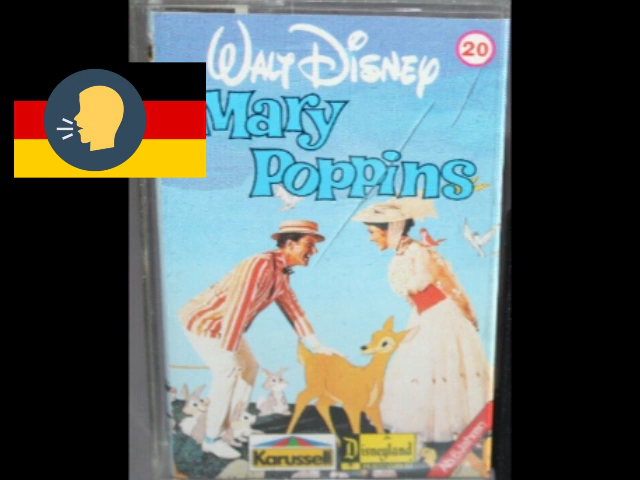 WALT DISNEY
20
Mary
Poppins
Karussell
Disneyland